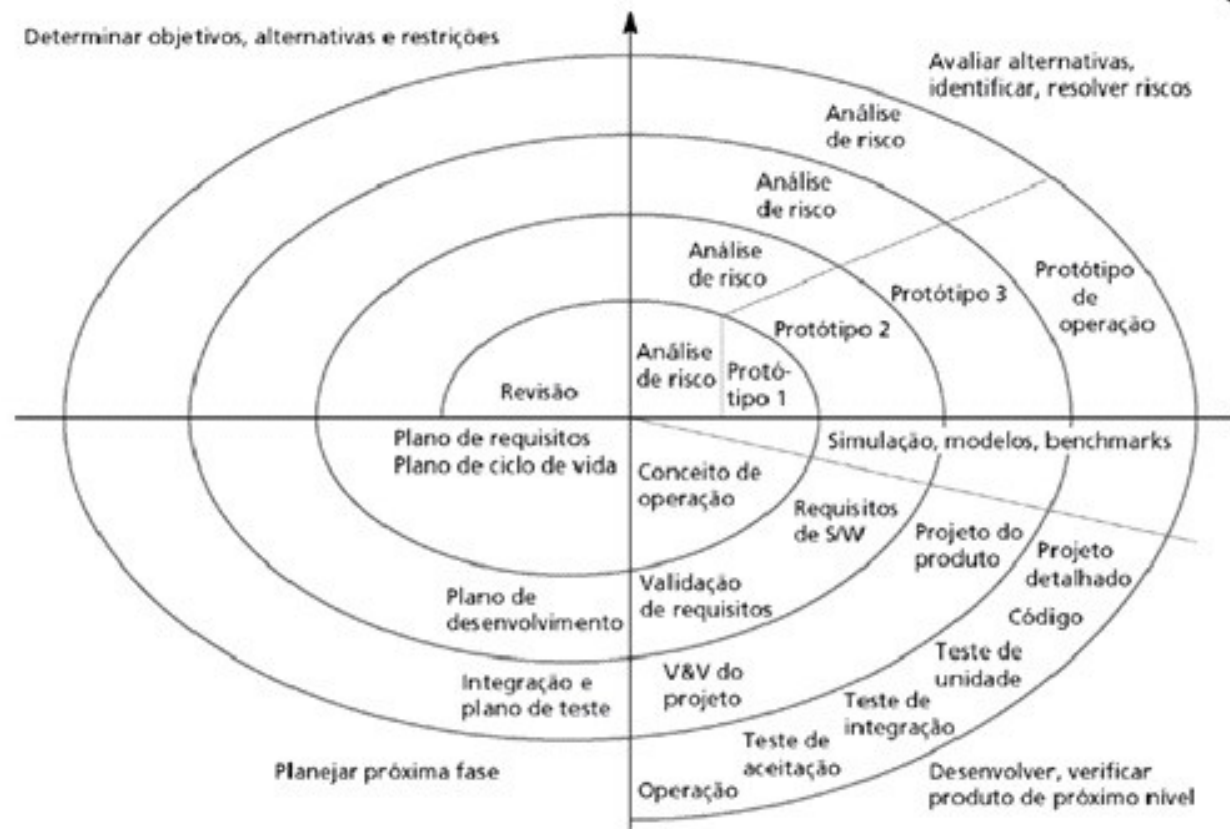 Determinar objetivos, alternativas e restrições
Avaliar alternativas,
identificar, resolver riscos
Análise
de risco
Análise
de risco
Análise
de risco
Análise
de risco
Protó-
tipo 1
Protótipo 2
Protótipo 3
Protótipo
de
operação
Revisão
Plano de requisitos
Plano de ciclo de vida
Simulação, modelos, benchmarks
Conceito de
operação
Requisitos
de S/W
Projeto do
produto
Projeto
detalhado
Código
Plano de
desenvolvimento
Validação
de requisitos
Teste de
unidade
Integração e
plano de teste
V&V do
projeto
Teste de
integração
Teste de
aceitação
Planejar próxima fase
Operação
Desenvolver, verificar
produto de próximo nível